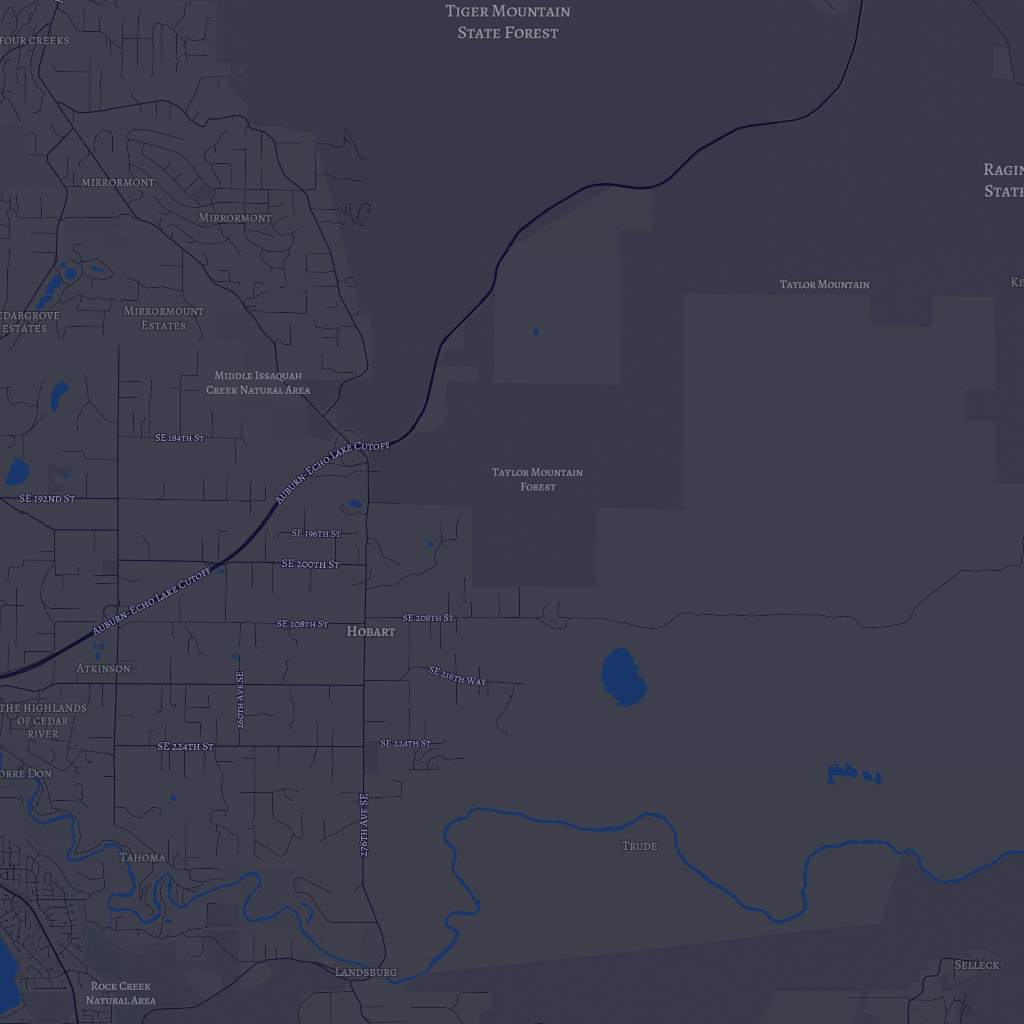 Tiger Mountain
State Forest
Four Creeks
Mirrormont
Mirrormont
Taylor Mountain
Mirrormount
Estates
Estates
Middle Issaquah
Creek Natural Area
SE 184th St
Auburn-Echo Lake Cutoff
Taylor Mountain
Forest
SE 192nd St
SE 196th St
SE 200th St
Auburn-Echo Lake Cutoff
SE 208th St
SE 208th St
Hobart
Atkinson
SE 216th Way
260th Ave SE
The Highlands
of Cedar
River
SE 224th St
SE 224th St
Orre Don
276th Ave SE
Trude
Tahoma
Landsburg
Selleck
Rock Creek
Natural Area